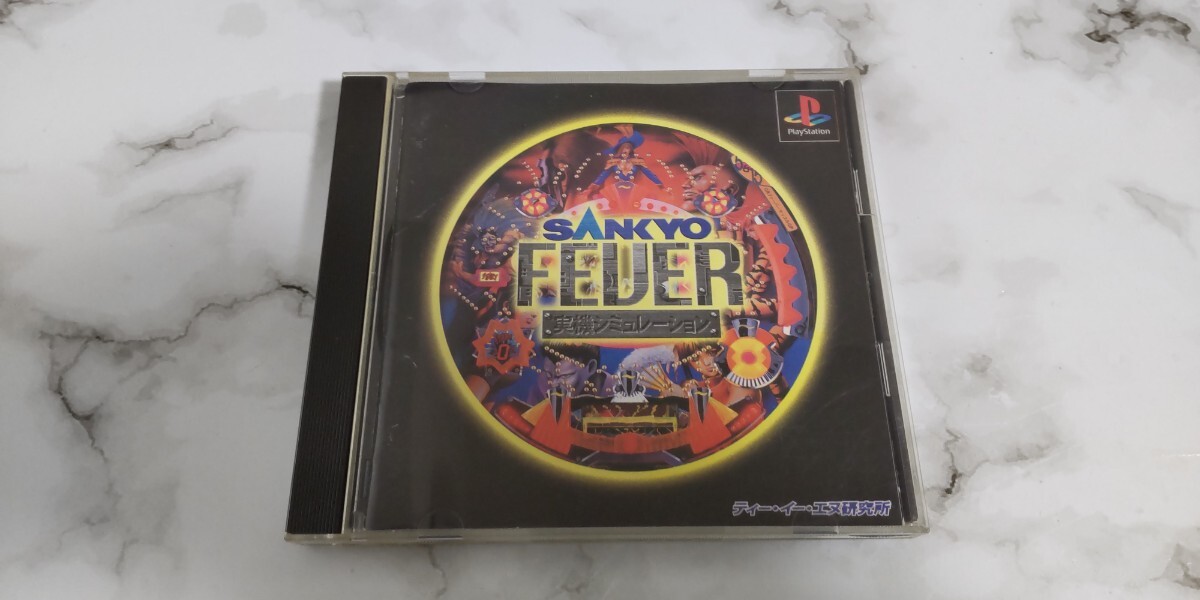 PlayStation
SANKYO
FEVER
実機シミュレーション
ティー・イー・エヌ研究所